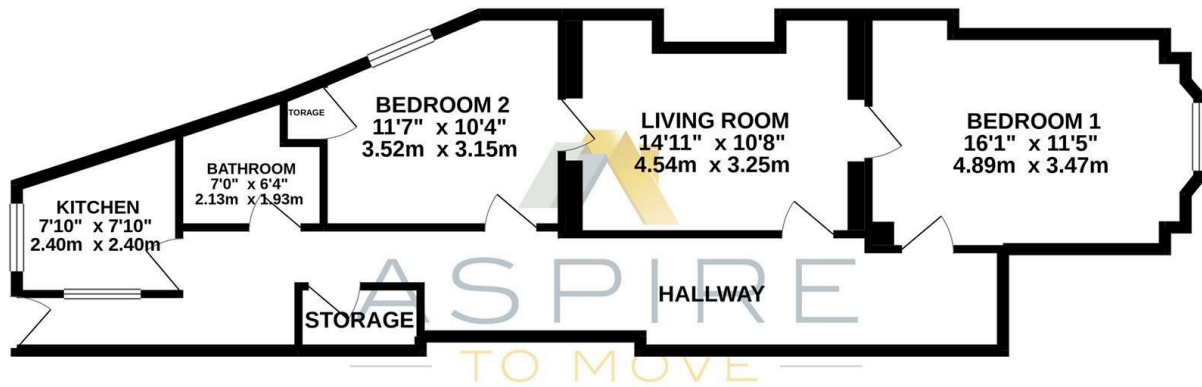 BEDROOM 2
11'7" x 10'4"
3.52m x 3.15m
TORAGE
LIVING ROOM
14'11" x 10'8"
4.54m x 3.25m
BEDROOM 1
16'1" x 11'5"
4.89m x 3.47m
BATHROOM
7'0" x 6'4"
2.13m x 1.93m
KITCHEN
7'10" x 7'10"
2.40m x 2.40m
STORAGE
HALLWAY
ASPIRE
TO MOVE